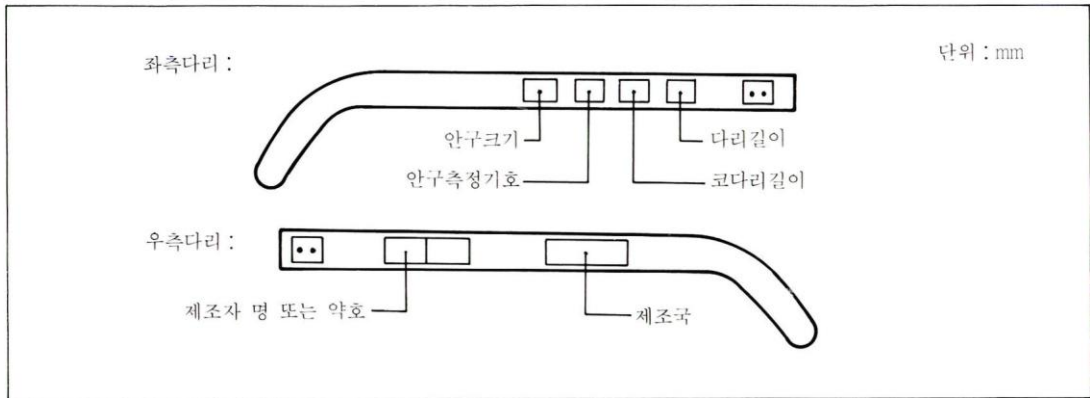 좌측다리 :
단위 : mm
안구크기
다리길이
안구측정기호
코다리길이
우측다리 :
제조자 명 또는 약호
제조국